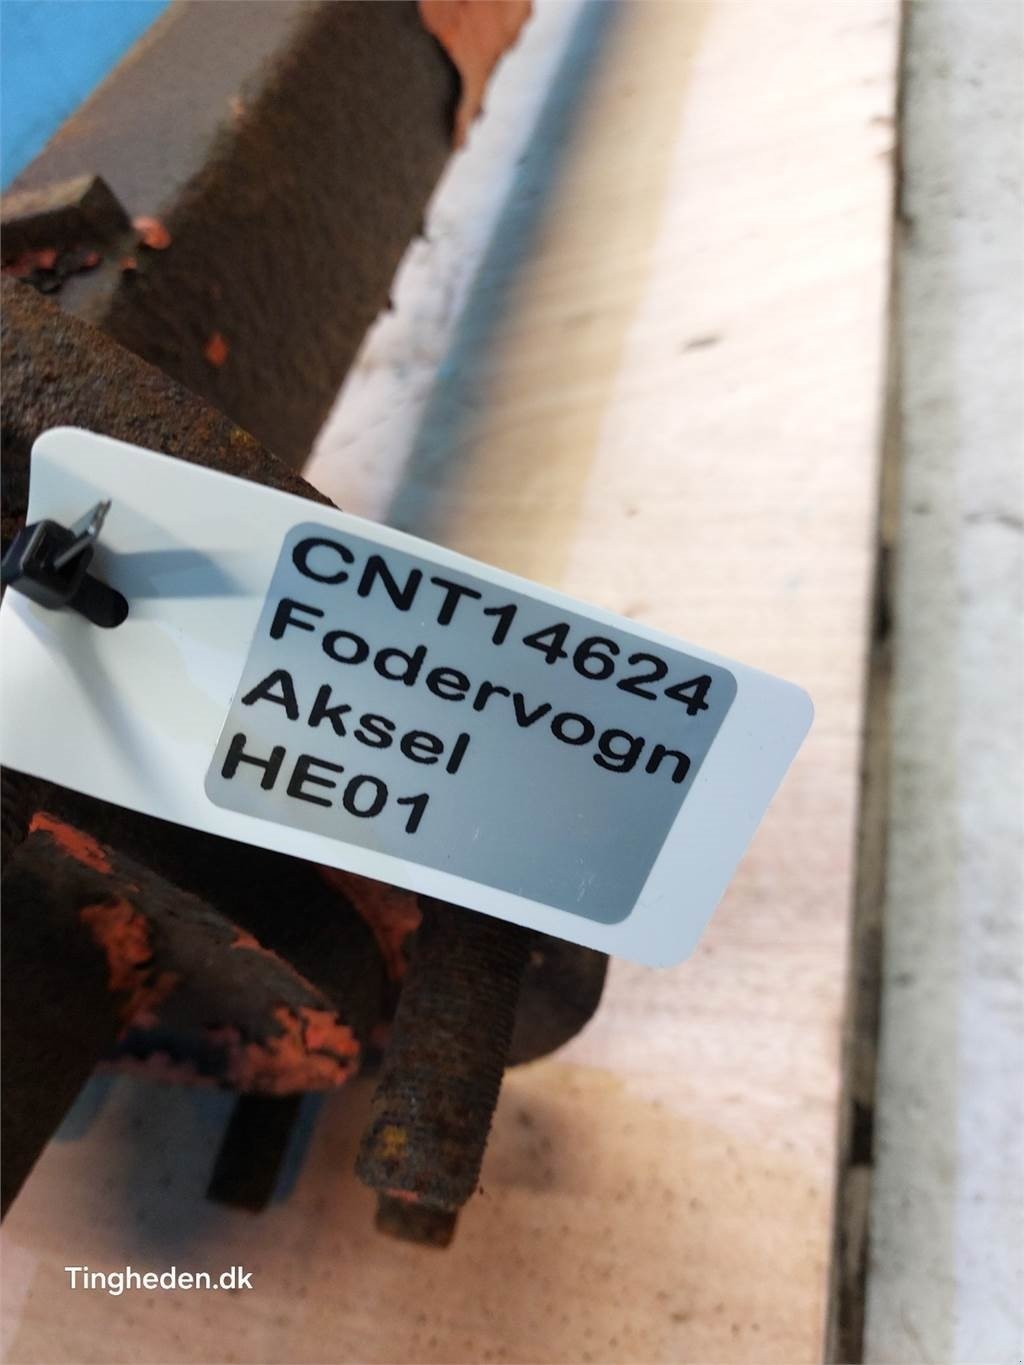 CNT14624
Fodervogn
Aksel
HE01
Tingheden.dk